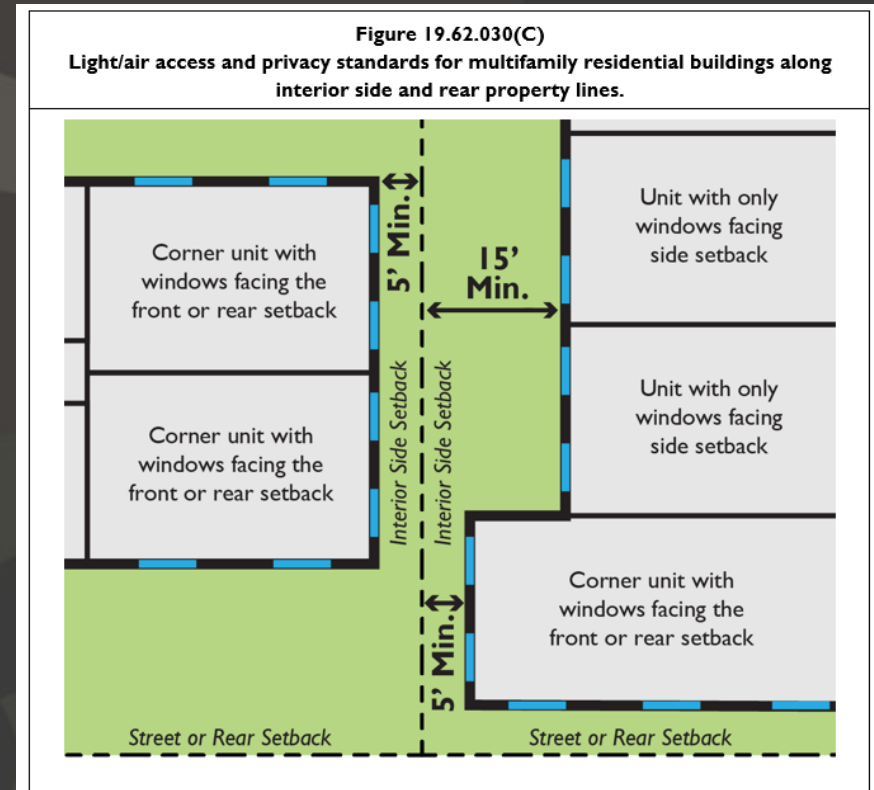 Figure 19.62.030(C)
Light/air access and privacy standards for multifamily residential buildings along
interior side and rear property lines.
Corner unit with
windows facing the
front or rear setback
Corner unit with
windows facing the
front or rear setback
5' Min.
Interior Side Setback
Interior Side Setback
15'
Min.
5' Min.
Unit with only
windows facing
side setback
Unit with only
windows facing
side setback
Corner unit with
windows facing the
front or rear setback
Street or Rear Setback
Street or Rear Setback